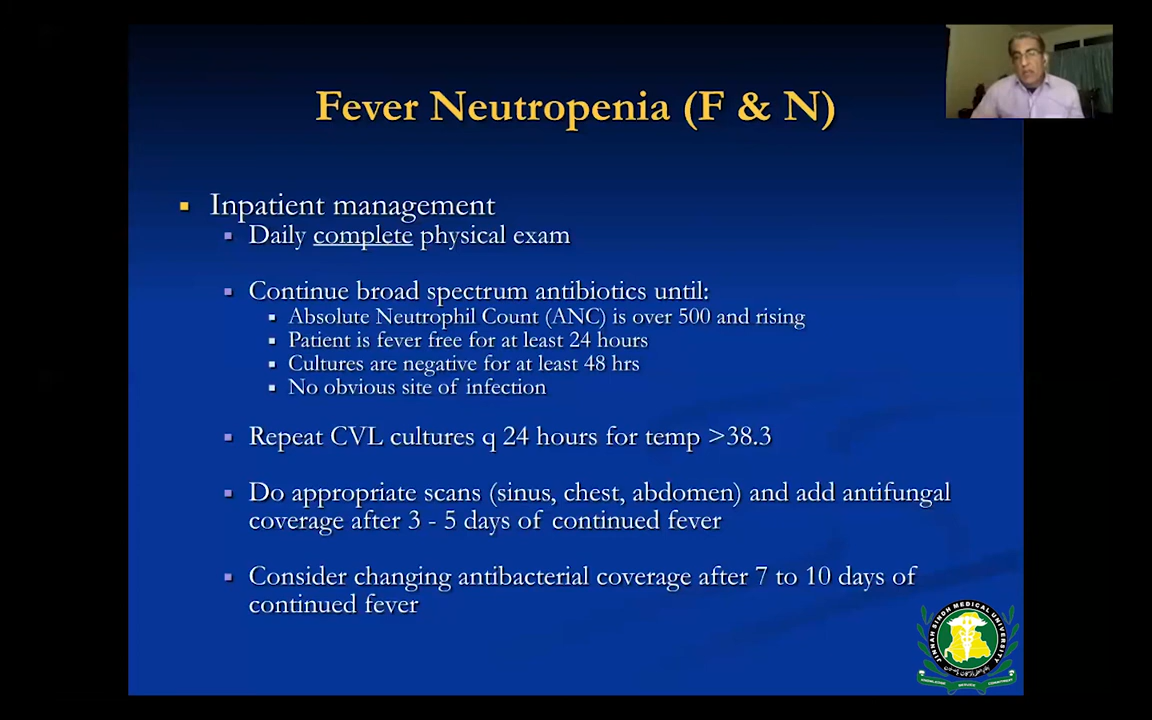 Fever Neutropenia (F & N)
Inpatient management
Daily complete physical exam
Continue broad spectrum antibiotics until:
Absolute Neutrophil Count (ANC) is over 500 and rising
Patient is fever free for at least 24 hours
Cultures are negative for at least 48 hrs
No obvious site of infection
Repeat CVL cultures q 24 hours for temp >38.3
Do appropriate scans (sinus, chest, abdomen) and add antifungal
coverage after 3 - 5 days of continued fever
Consider changing antibacterial coverage after 7 to 10 days of
continued fever
JINNAH SINDH MEDICAL UNIVERSITY